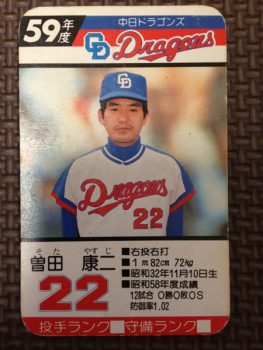 59年度
中日ドラゴンズ
CD Dragons
Dragons
22
そた やすじ
曽田 康二
22
■右投右打
■1m82cm 72kg
■昭和32年11月10日生
■昭和58年度成績
12試合 0勝0敗0S
防御率1.02
投手ランク□ 守備ランク□